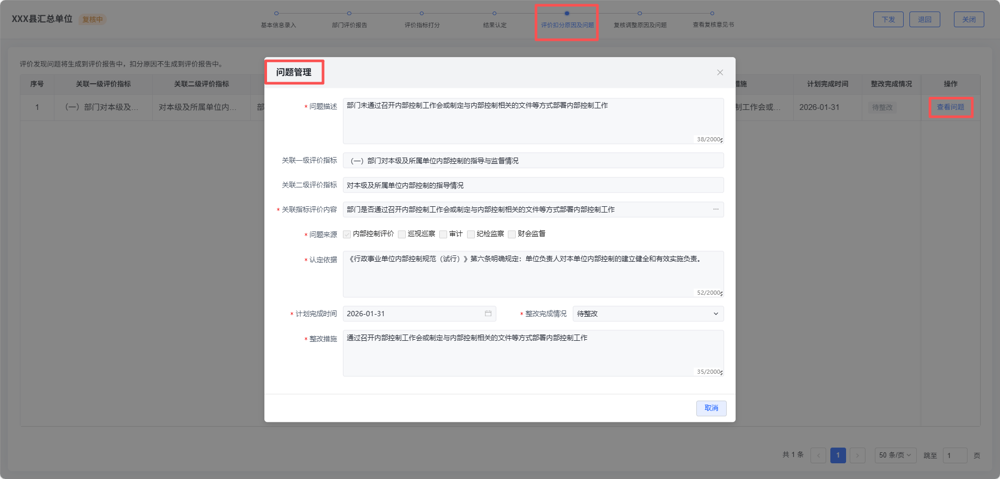 XXX县汇总单位 复核中
基本信息录入 部门评价报告 评价指标打分 结果认定 评价扣分原因及问题 复核调整原因及问题 查看复核意见书
下发 退回 关闭
评价发现问题将生成到评价报告中，扣分原因不生成到评价报告中。
序号 关联一级评价指标 关联二级评价指标 措施 计划完成时间 整改完成情况 操作
1 （一）部门对本级及... 对本级及所属单位内... 部 制工作会或... 2026-01-31 待整改 查看问题
问题管理
* 问题描述 部门未通过召开内部控制工作会或制定与内部控制相关的文件等方式部署内部控制工作
38/2000
关联一级评价指标 （一）部门对本级及所属单位内部控制的指导与监督情况
关联二级评价指标 对本级及所属单位内部控制的指导情况
* 关联指标评价内容 部门是否通过召开内部控制工作会或制定与内部控制相关的文件等方式部署内部控制工作 ...
* 问题来源 内部控制评价 巡视巡察 审计 纪检监察 财会监督
* 认定依据 《行政事业单位内部控制规范（试行）》第六条明确规定：单位负责人对本单位内部控制的建立健全和有效实施负责。
52/2000
* 计划完成时间 2026-01-31 * 整改完成情况 待整改
* 整改措施 通过召开内部控制工作会或制定与内部控制相关的文件等方式部署内部控制工作
35/2000
取消
共 1 条 < 1 > 50 条/页 跳至 1 页